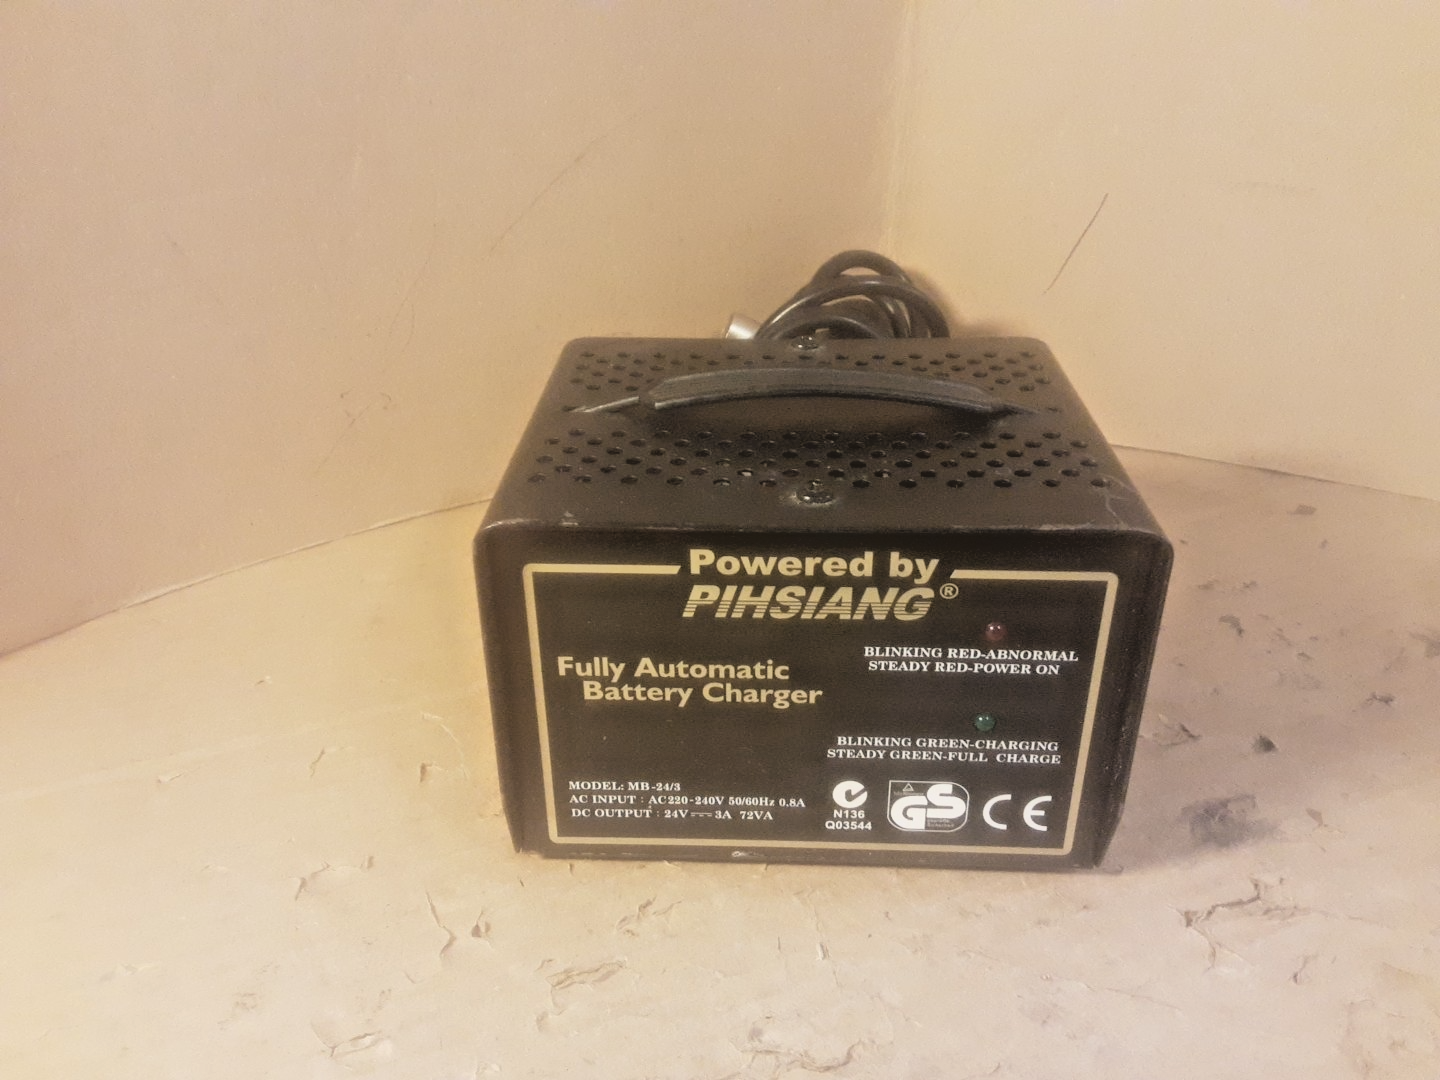 Powered by
PIHSIANG®
BLINKING RED-ABNORMAL
STEADY RED-POWER ON
Fully Automatic
Battery Charger
BLINKING GREEN-CHARGING
STEADY GREEN-FULL CHARGE
MODEL: MB-24/3
AC INPUT : AC220-240V 50/60Hz 0.8A
DC OUTPUT : 24V⎓3A 72VA
N136
Q03544
GS
CE